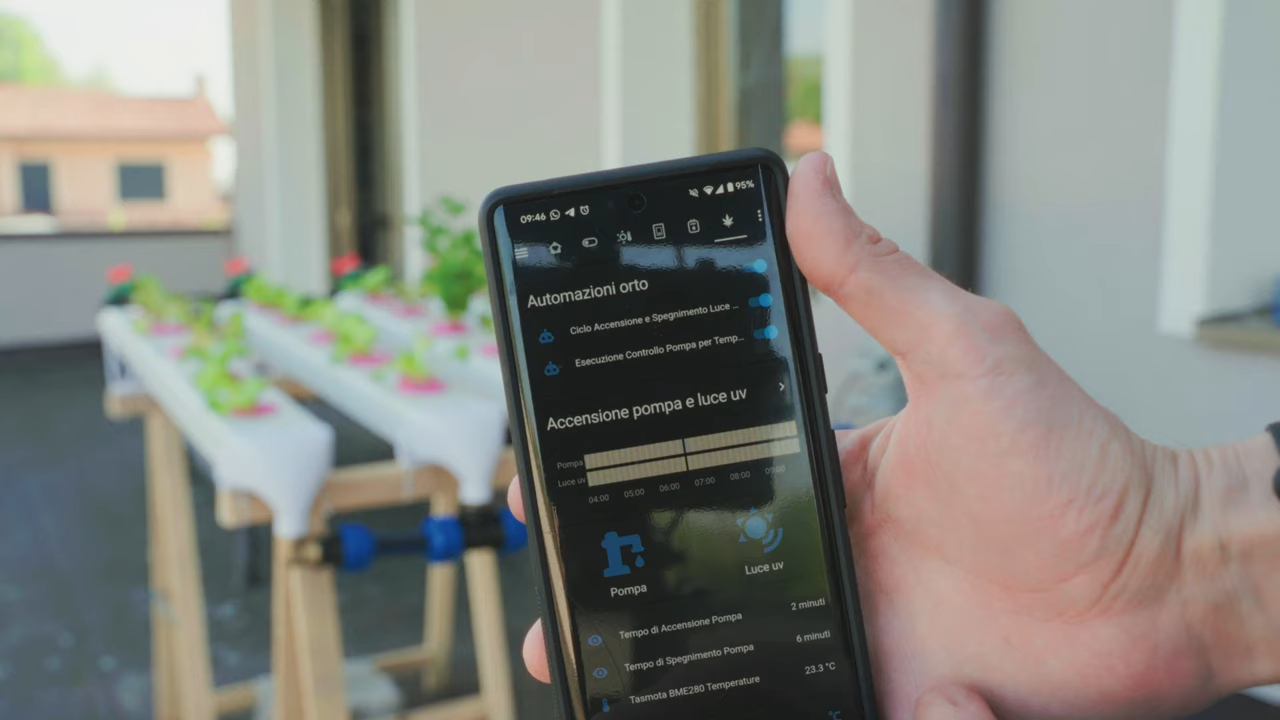 09:46 95%
Automazioni orto
Ciclo Accensione e Spegnimento Luce ...
Esecuzione Controllo Pompa per Temp...
Accensione pompa e luce uv
Pompa
Luce uv
04:00 05:00 06:00 07:00 08:00 09:00
Pompa Luce uv
Tempo di Accensione Pompa 2 minuti
Tempo di Spegnimento Pompa 6 minuti
Tasmota BME280 Temperature 23.3 °C
°C